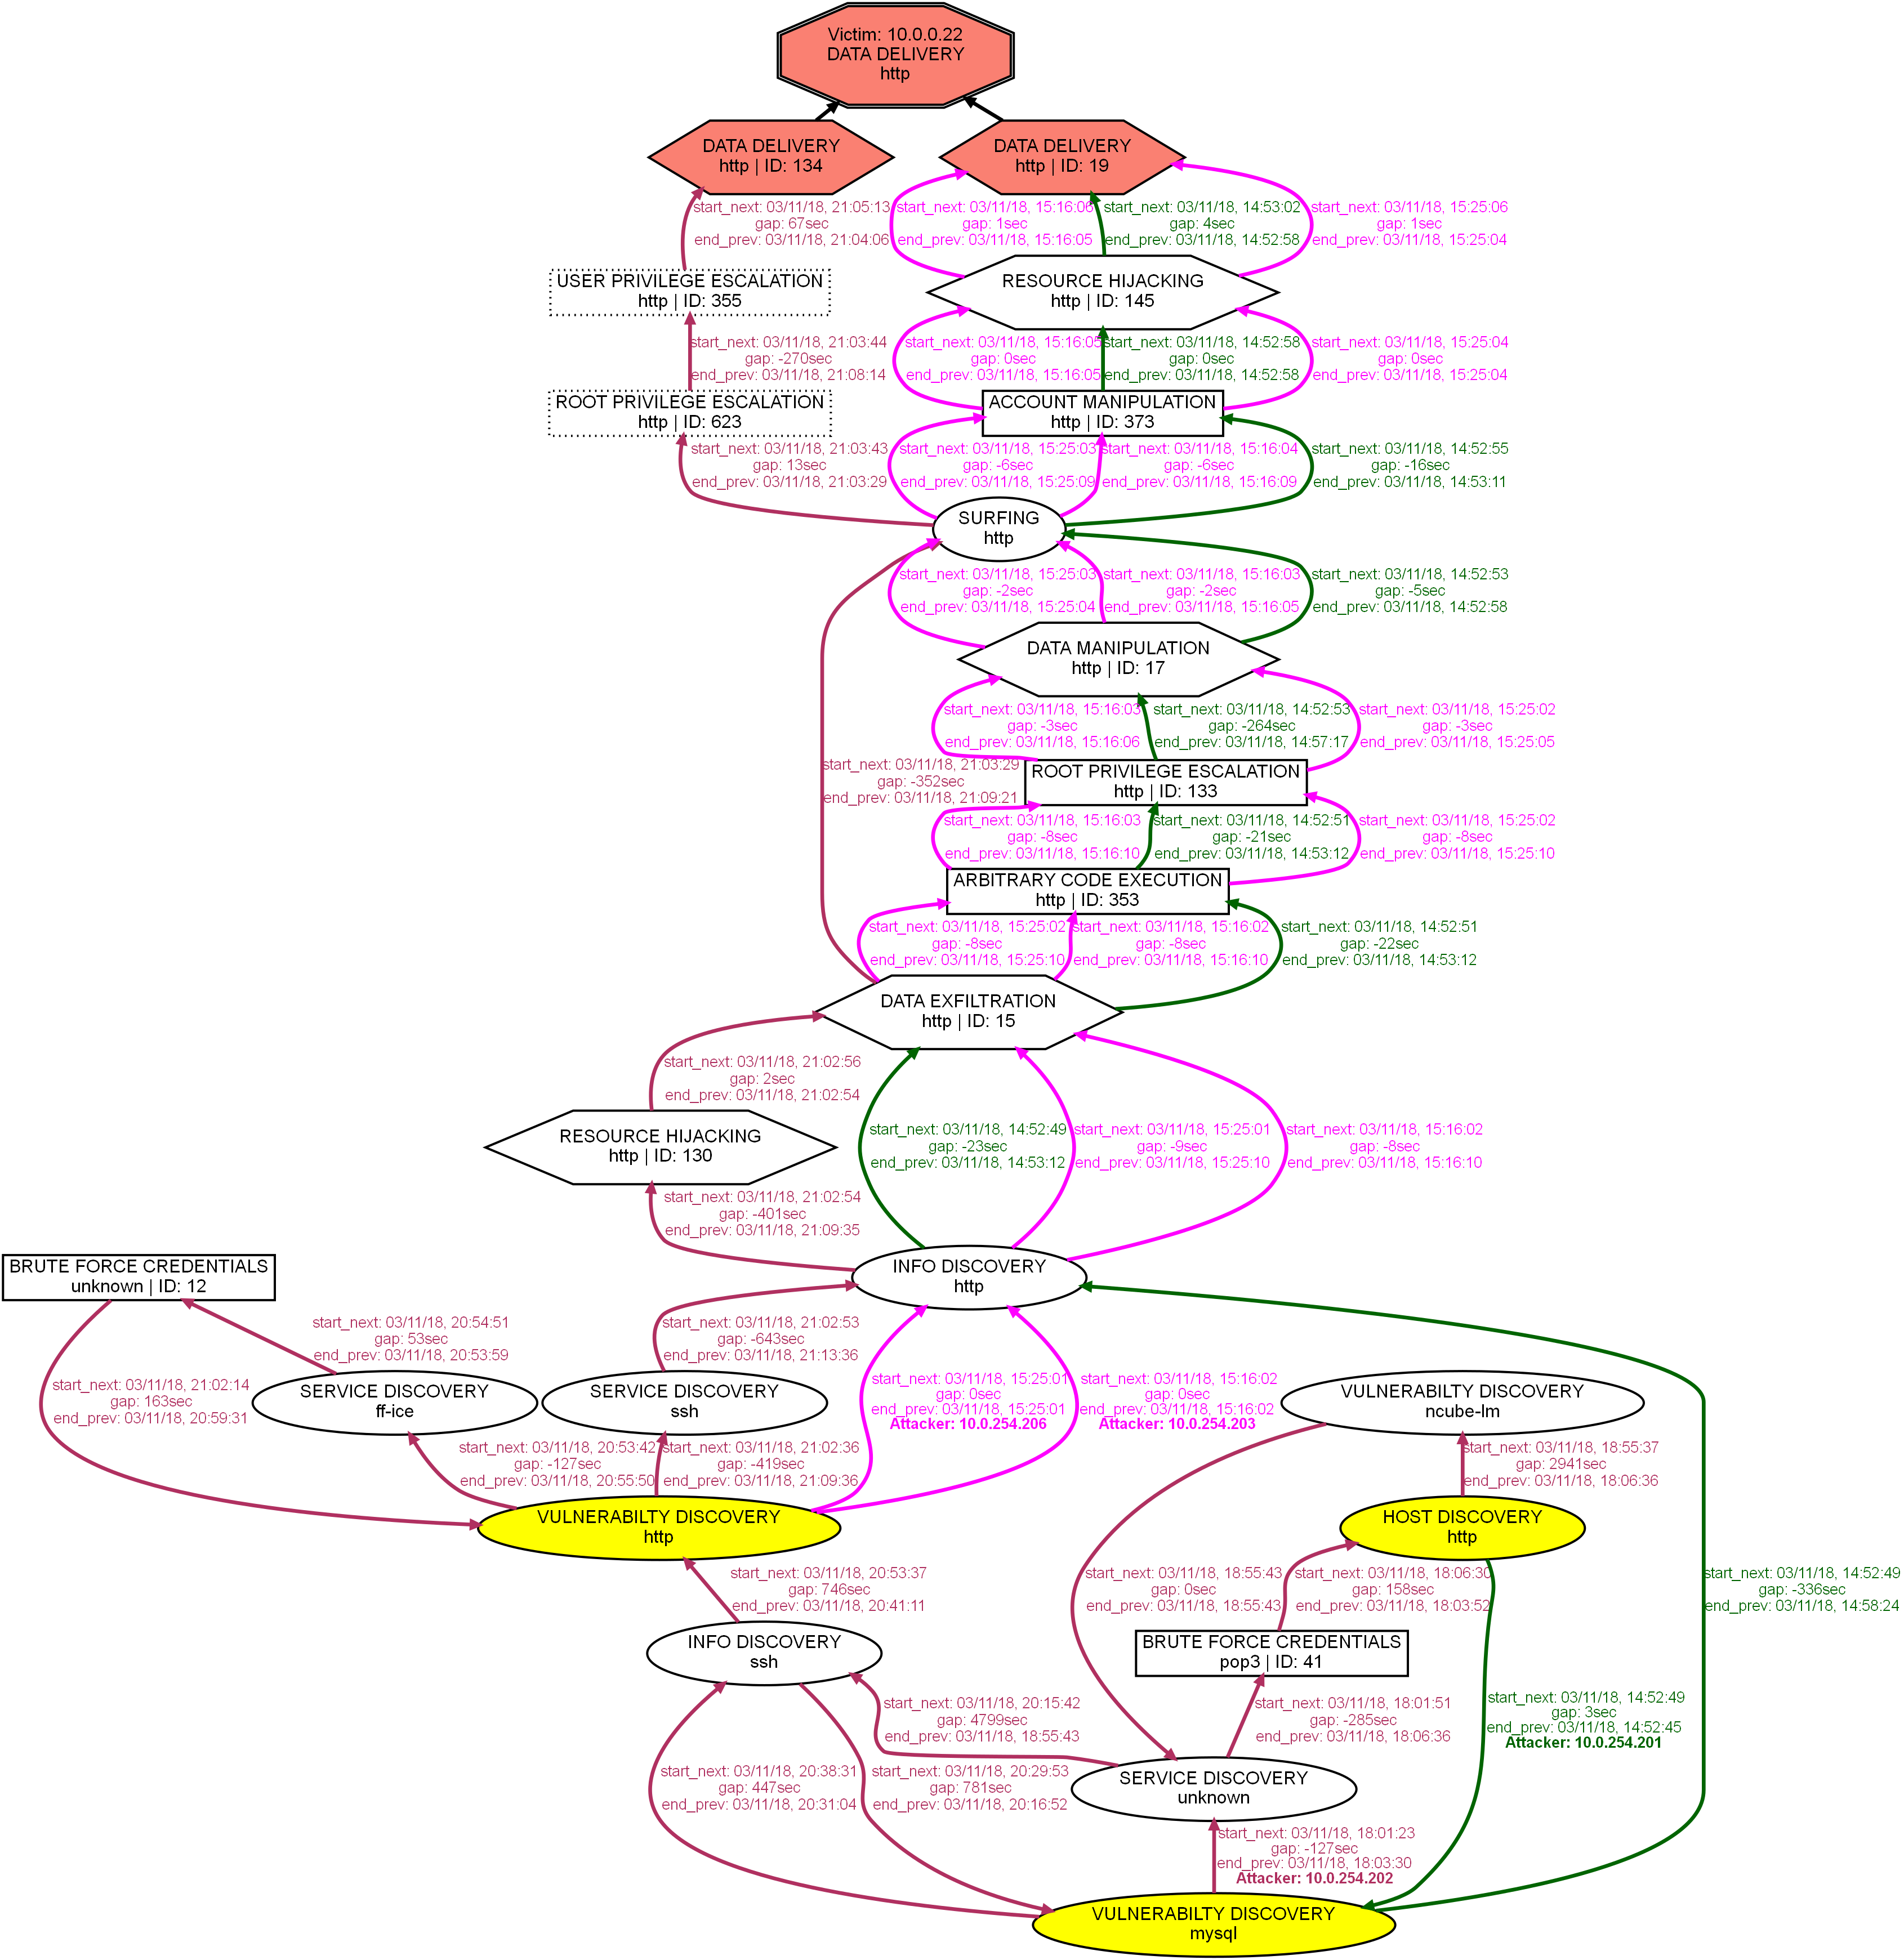 Victim: 10.0.0.22
DATA DELIVERY
http
DATA DELIVERY
http | ID: 134
DATA DELIVERY
http | ID: 19
start_next: 03/11/18, 21:05:13
gap: 67sec
end_prev: 03/11/18, 21:04:06
start_next: 03/11/18, 15:16:06
gap: 1sec
end_prev: 03/11/18, 15:16:05
start_next: 03/11/18, 14:53:02
gap: 4sec
end_prev: 03/11/18, 14:52:58
start_next: 03/11/18, 15:25:06
gap: 1sec
end_prev: 03/11/18, 15:25:04
USER PRIVILEGE ESCALATION
http | ID: 355
RESOURCE HIJACKING
http | ID: 145
start_next: 03/11/18, 21:03:44
gap: -270sec
end_prev: 03/11/18, 21:08:14
start_next: 03/11/18, 15:16:05
gap: 0sec
end_prev: 03/11/18, 15:16:05
start_next: 03/11/18, 14:52:58
gap: 0sec
end_prev: 03/11/18, 14:52:58
start_next: 03/11/18, 15:25:04
gap: 0sec
end_prev: 03/11/18, 15:25:04
ROOT PRIVILEGE ESCALATION
http | ID: 623
ACCOUNT MANIPULATION
http | ID: 373
start_next: 03/11/18, 21:03:43
gap: 13sec
end_prev: 03/11/18, 21:03:29
start_next: 03/11/18, 15:25:03
gap: -6sec
end_prev: 03/11/18, 15:25:09
start_next: 03/11/18, 15:16:04
gap: -6sec
end_prev: 03/11/18, 15:16:09
start_next: 03/11/18, 14:52:55
gap: -16sec
end_prev: 03/11/18, 14:53:11
SURFING
http
start_next: 03/11/18, 15:25:03
gap: -2sec
end_prev: 03/11/18, 15:25:04
start_next: 03/11/18, 15:16:03
gap: -2sec
end_prev: 03/11/18, 15:16:05
start_next: 03/11/18, 14:52:53
gap: -5sec
end_prev: 03/11/18, 14:52:58
DATA MANIPULATION
http | ID: 17
start_next: 03/11/18, 15:16:03
gap: -3sec
end_prev: 03/11/18, 15:16:06
start_next: 03/11/18, 14:52:53
gap: -264sec
end_prev: 03/11/18, 14:57:17
start_next: 03/11/18, 15:25:02
gap: -3sec
end_prev: 03/11/18, 15:25:05
start_next: 03/11/18, 21:03:29
gap: -352sec
end_prev: 03/11/18, 21:09:21
ROOT PRIVILEGE ESCALATION
http | ID: 133
start_next: 03/11/18, 15:16:03
gap: -8sec
end_prev: 03/11/18, 15:16:10
start_next: 03/11/18, 14:52:51
gap: -21sec
end_prev: 03/11/18, 14:53:12
start_next: 03/11/18, 15:25:02
gap: -8sec
end_prev: 03/11/18, 15:25:10
ARBITRARY CODE EXECUTION
http | ID: 353
start_next: 03/11/18, 15:25:02
gap: -8sec
end_prev: 03/11/18, 15:25:10
start_next: 03/11/18, 15:16:02
gap: -8sec
end_prev: 03/11/18, 15:16:10
start_next: 03/11/18, 14:52:51
gap: -22sec
end_prev: 03/11/18, 14:53:12
DATA EXFILTRATION
http | ID: 15
start_next: 03/11/18, 21:02:56
gap: 2sec
end_prev: 03/11/18, 21:02:54
RESOURCE HIJACKING
http | ID: 130
start_next: 03/11/18, 14:52:49
gap: -23sec
end_prev: 03/11/18, 14:53:12
start_next: 03/11/18, 15:25:01
gap: -9sec
end_prev: 03/11/18, 15:25:10
start_next: 03/11/18, 15:16:02
gap: -8sec
end_prev: 03/11/18, 15:16:10
start_next: 03/11/18, 21:02:54
gap: -401sec
end_prev: 03/11/18, 21:09:35
BRUTE FORCE CREDENTIALS
unknown | ID: 12
INFO DISCOVERY
http
start_next: 03/11/18, 20:54:51
gap: 53sec
end_prev: 03/11/18, 20:53:59
start_next: 03/11/18, 21:02:53
gap: -643sec
end_prev: 03/11/18, 21:13:36
start_next: 03/11/18, 21:02:14
gap: 163sec
end_prev: 03/11/18, 20:59:31
SERVICE DISCOVERY
ff-ice
SERVICE DISCOVERY
ssh
start_next: 03/11/18, 15:25:01
gap: 0sec
end_prev: 03/11/18, 15:25:01
Attacker: 10.0.254.206
start_next: 03/11/18, 15:16:02
gap: 0sec
end_prev: 03/11/18, 15:16:02
Attacker: 10.0.254.203
VULNERABILTY DISCOVERY
ncube-lm
start_next: 03/11/18, 20:53:42
gap: -127sec
end_prev: 03/11/18, 20:55:50
start_next: 03/11/18, 21:02:36
gap: -419sec
end_prev: 03/11/18, 21:09:36
start_next: 03/11/18, 18:55:37
gap: 2941sec
end_prev: 03/11/18, 18:06:36
VULNERABILTY DISCOVERY
http
HOST DISCOVERY
http
start_next: 03/11/18, 20:53:37
gap: 746sec
end_prev: 03/11/18, 20:41:11
start_next: 03/11/18, 18:55:43
gap: 0sec
end_prev: 03/11/18, 18:55:43
start_next: 03/11/18, 18:06:30
gap: 158sec
end_prev: 03/11/18, 18:03:52
start_next: 03/11/18, 14:52:49
gap: -336sec
end_prev: 03/11/18, 14:58:24
INFO DISCOVERY
ssh
BRUTE FORCE CREDENTIALS
pop3 | ID: 41
start_next: 03/11/18, 20:15:42
gap: 4799sec
end_prev: 03/11/18, 18:55:43
start_next: 03/11/18, 18:01:51
gap: -285sec
end_prev: 03/11/18, 18:06:36
start_next: 03/11/18, 14:52:49
gap: 3sec
end_prev: 03/11/18, 14:52:45
Attacker: 10.0.254.201
start_next: 03/11/18, 20:38:31
gap: 447sec
end_prev: 03/11/18, 20:31:04
start_next: 03/11/18, 20:29:53
gap: 781sec
end_prev: 03/11/18, 20:16:52
SERVICE DISCOVERY
unknown
start_next: 03/11/18, 18:01:23
gap: -127sec
end_prev: 03/11/18, 18:03:30
Attacker: 10.0.254.202
VULNERABILTY DISCOVERY
mysql